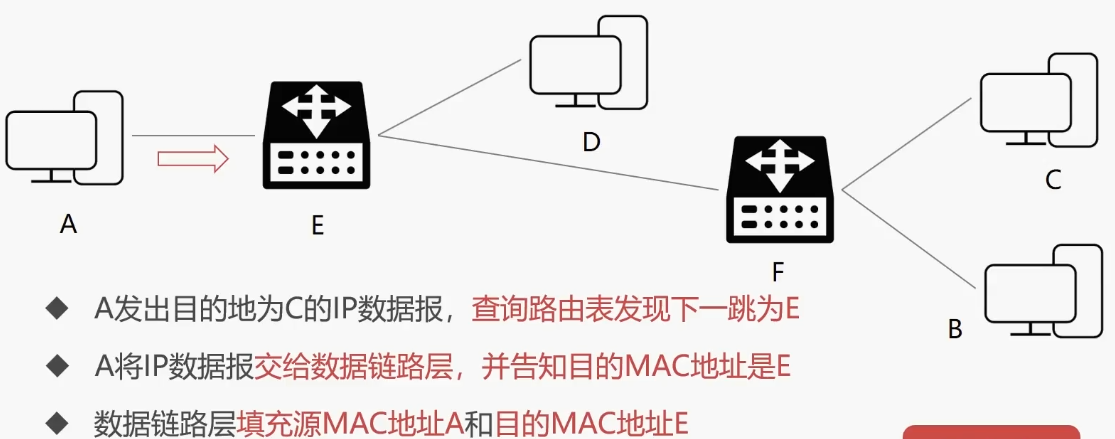 D
C
A
E
F
B
A发出目的地为C的IP数据报，查询路由表发现下一跳为E
A将IP数据报交给数据链路层，并告知目的MAC地址是E
数据链路层填充源MAC地址A和目的MAC地址E